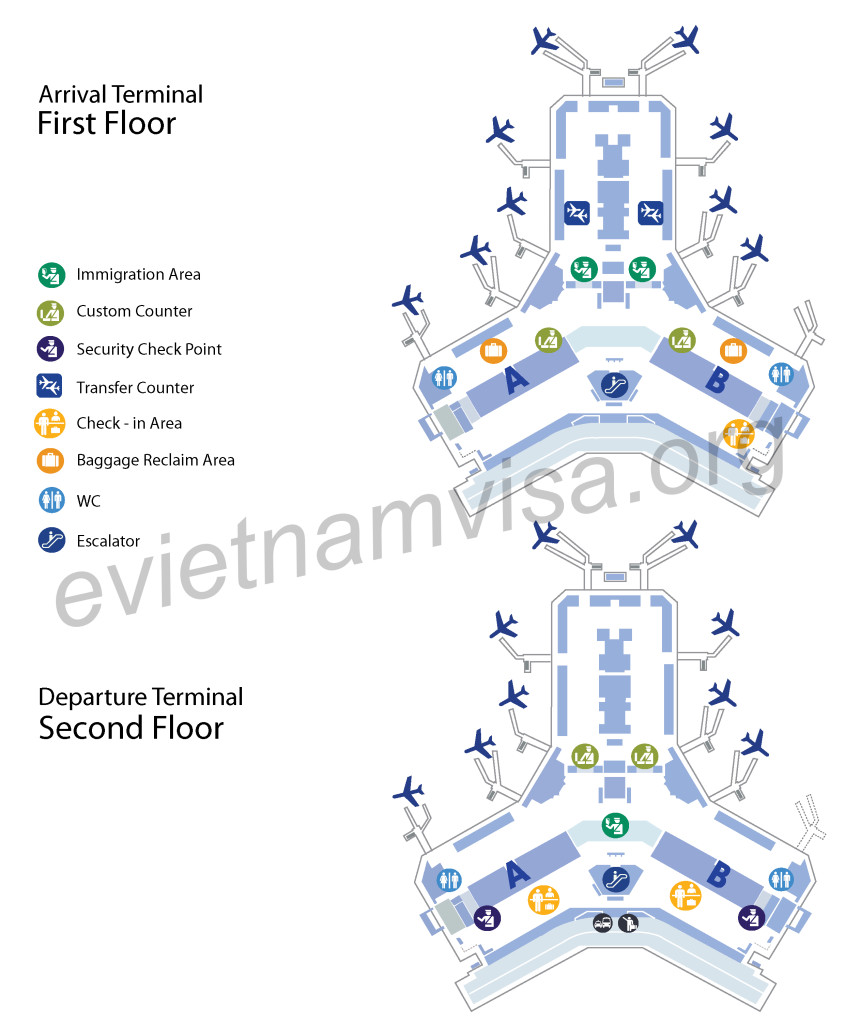 Arrival Terminal
First Floor
Immigration Area
Custom Counter
Security Check Point
Transfer Counter
Check - in Area
Baggage Reclaim Area
WC
Escalator
A
B
evietnamvisa.org
Departure Terminal
Second Floor
A
B